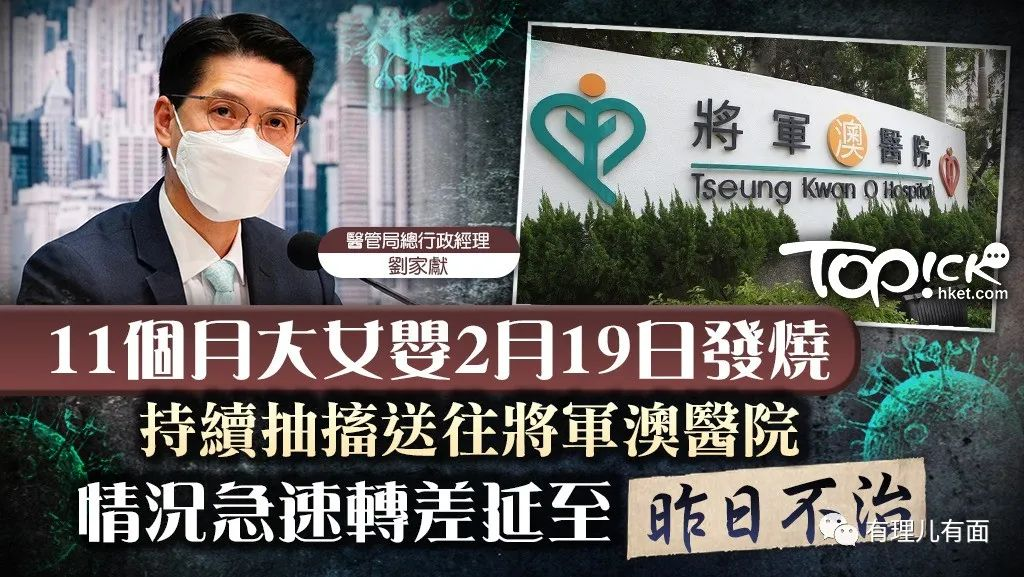 將軍澳醫院
Tseung Kwan O Hospital
醫管局總行政經理
劉家獻
TOPick
hket.com
11個月大女嬰2月19日發燒
持續抽搐送往將軍澳醫院
情況急速轉差延至 昨日不治
有理儿有面